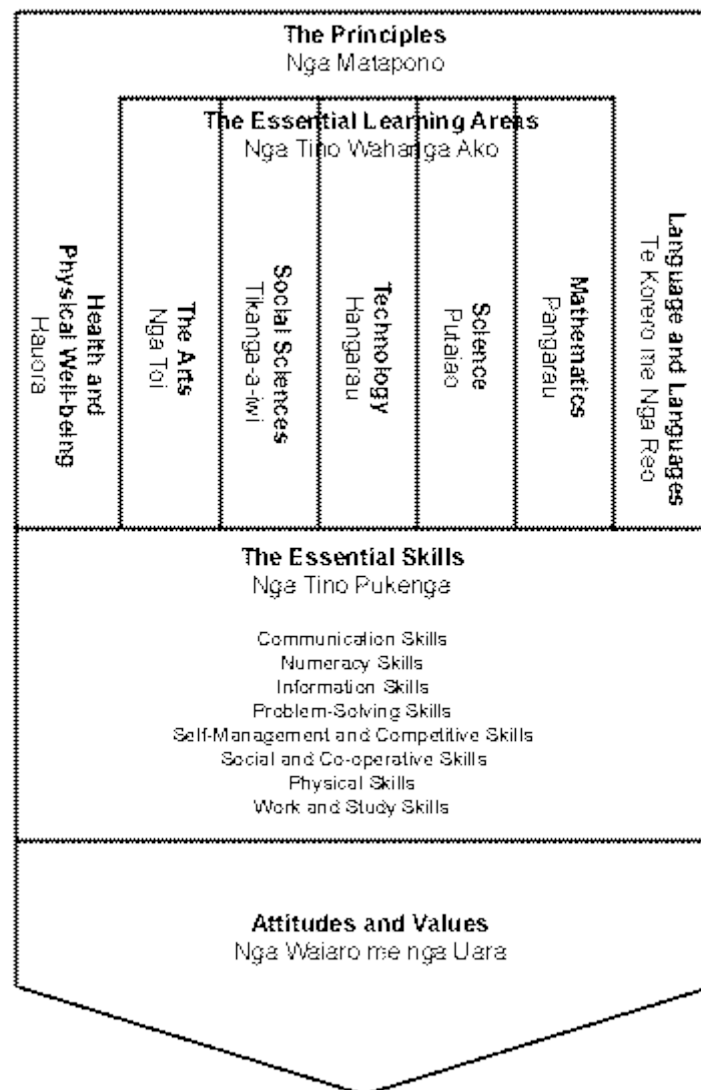 The Principles
Nga Matapono
The Essential Learning Areas
Nga Tino Wahanga Ako
Health and
Physical Well-being
Hauora
The Arts
Nga Toi
Social Sciences
Tikanga-a-iwi
Technology
Hangarau
Science
Putaiao
Mathematics
Pangarau
Language and Languages
Te Korero me Nga Reo
The Essential Skills
Nga Tino Pukenga
Communication Skills
Numeracy Skills
Information Skills
Problem-Solving Skills
Self-Management and Competitive Skills
Social and Co-operative Skills
Physical Skills
Work and Study Skills
Attitudes and Values
Nga Waiaro me nga Uara